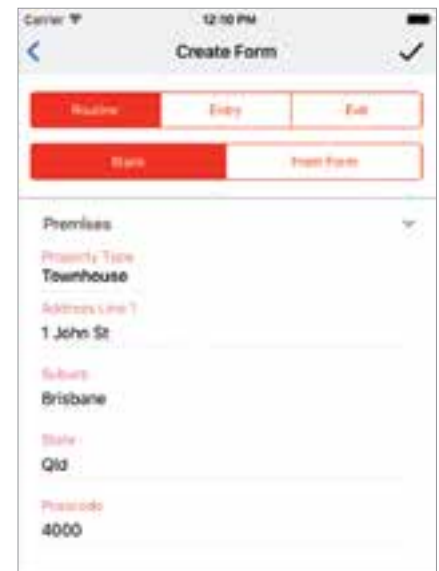 Carrier 12:10 PM
Create Form
Routine Entry Exit
Blank From Form
Premises
Property Type
Townhouse
Address Line 1
1 John St
Suburb
Brisbane
State
Qld
Postcode
4000